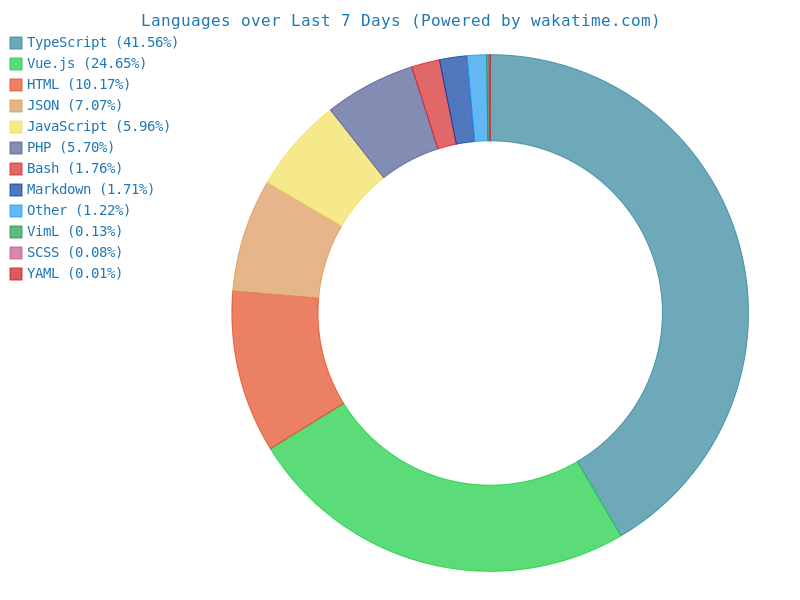 Languages over Last 7 Days (Powered by wakatime.com)
TypeScript (41.56%)
Vue.js (24.65%)
HTML (10.17%)
JSON (7.07%)
JavaScript (5.96%)
PHP (5.70%)
Bash (1.76%)
Markdown (1.71%)
Other (1.22%)
VimL (0.13%)
SCSS (0.08%)
YAML (0.01%)